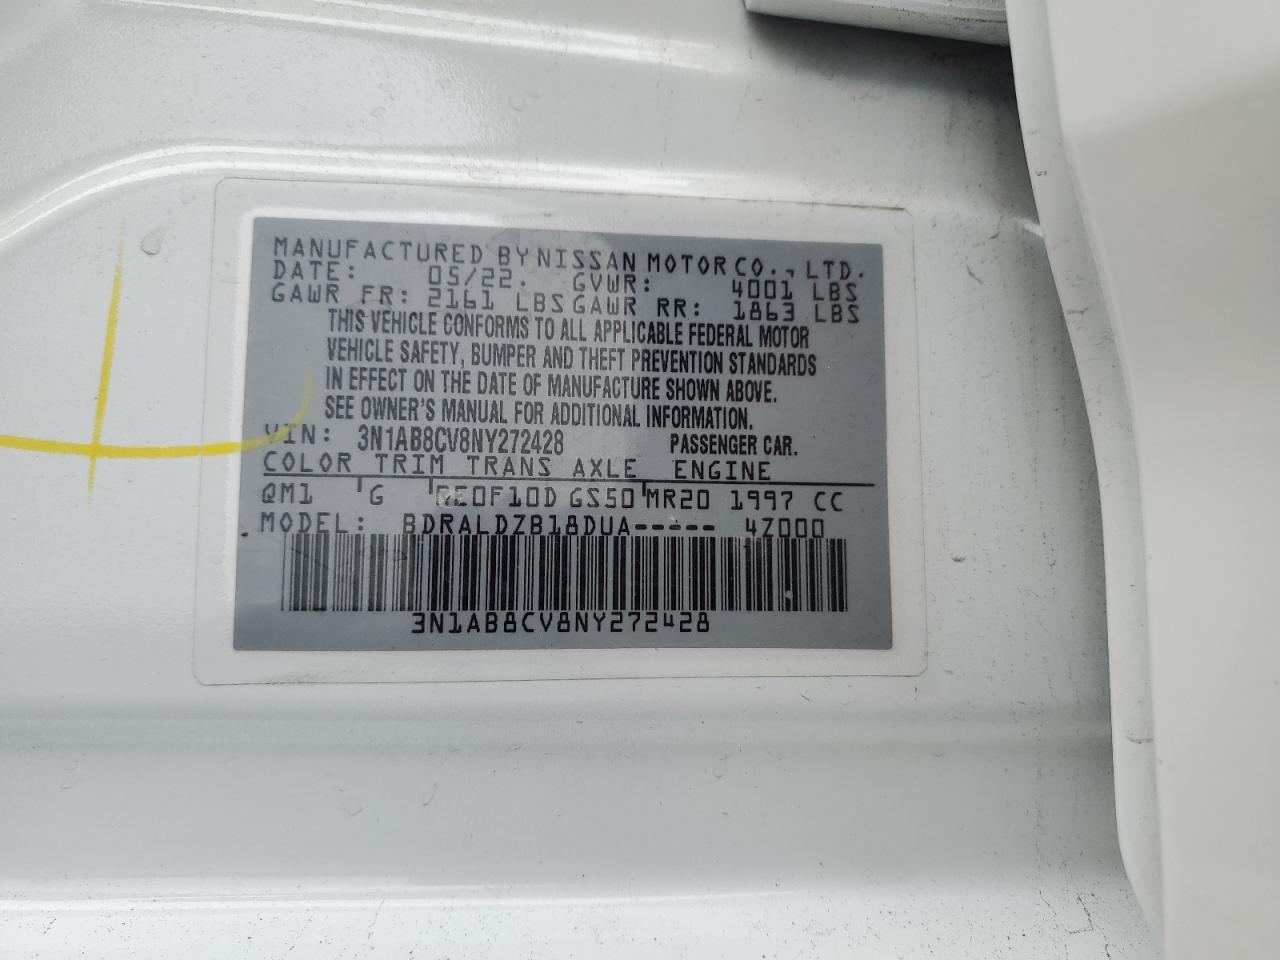 MANUFACTURED BY NISSAN MOTOR CO., LTD.
DATE: 05/22. GVWR: 4001 LBS
GAWR FR: 2161 LBS GAWR RR: 1863 LBS
THIS VEHICLE CONFORMS TO ALL APPLICABLE FEDERAL MOTOR
VEHICLE SAFETY, BUMPER AND THEFT PREVENTION STANDARDS
IN EFFECT ON THE DATE OF MANUFACTURE SHOWN ABOVE.
SEE OWNER'S MANUAL FOR ADDITIONAL INFORMATION.
VIN: 3N1AB8CV8NY272428 PASSENGER CAR.
COLOR TRIM TRANS AXLE ENGINE
QM1 G RE0F10D GS50 MR20 1997 CC
MODEL: BDRALDZB18DUA----- 4Z000
3N1AB8CV8NY272428